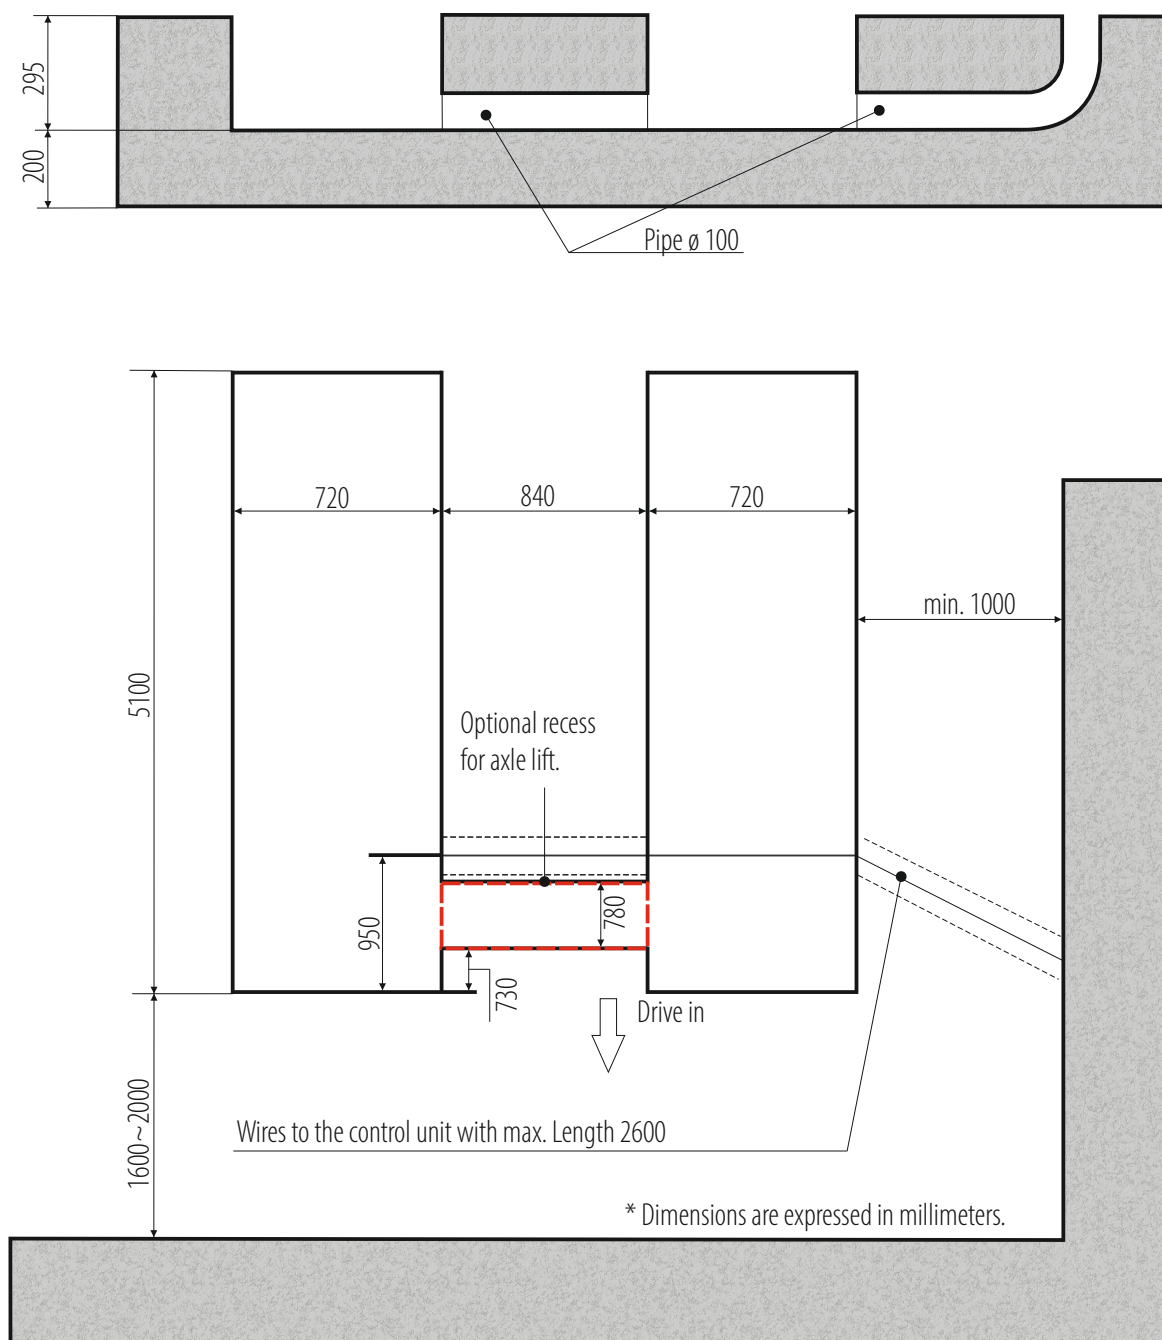 295
200
Pipe ø 100
720
840
720
min. 1000
5100
Optional recess
for axle lift.
950
780
730
Drive in
1600~2000
Wires to the control unit with max. Length 2600
* Dimensions are expressed in millimeters.